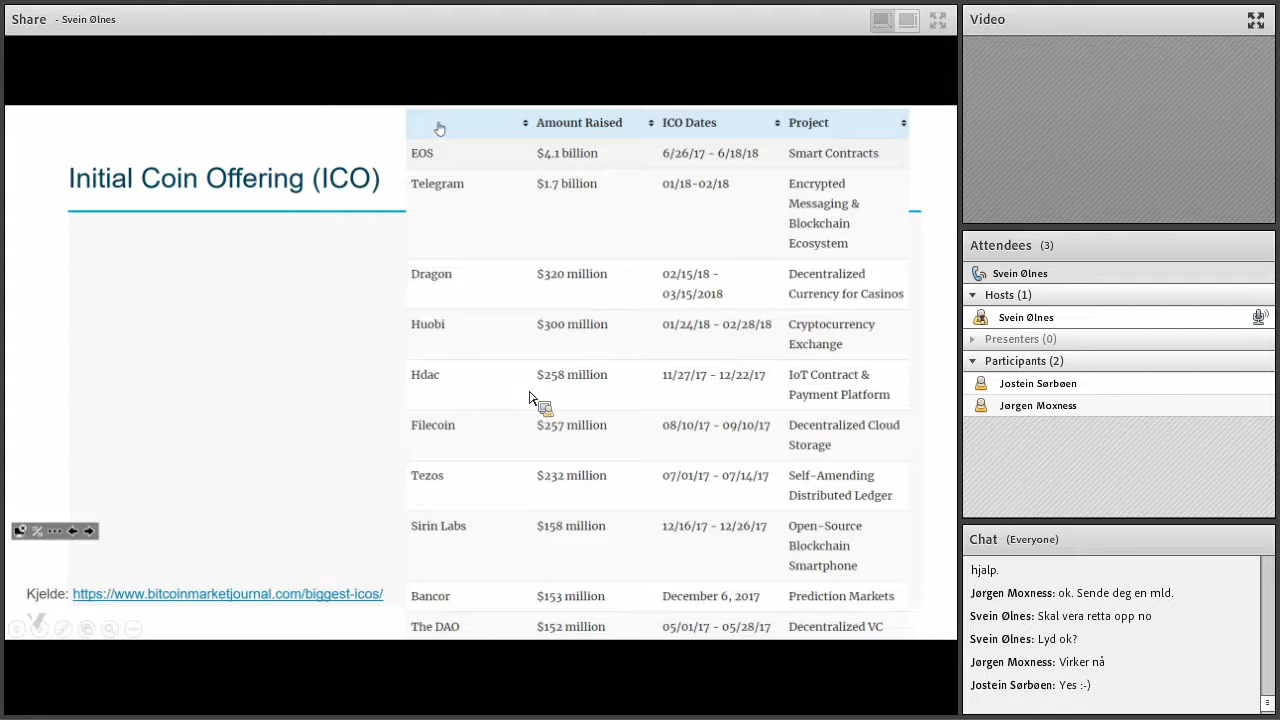 Share - Svein Ølnes
Initial Coin Offering (ICO)
Amount Raised ICO Dates Project
EOS $4.1 billion 6/26/17 - 6/18/18 Smart Contracts
Telegram $1.7 billion 01/18-02/18 Encrypted
Messaging &
Blockchain
Ecosystem
Dragon $320 million 02/15/18 - Decentralized
03/15/2018 Currency for Casinos
Huobi $300 million 01/24/18 - 02/28/18 Cryptocurrency
Exchange
Hdac $258 million 11/27/17 - 12/22/17 IoT Contract &
Payment Platform
Filecoin $257 million 08/10/17 - 09/10/17 Decentralized Cloud
Storage
Tezos $232 million 07/01/17 - 07/14/17 Self-Amending
Distributed Ledger
Sirin Labs $158 million 12/16/17 - 12/26/17 Open-Source
Blockchain
Smartphone
Bancor $153 million December 6, 2017 Prediction Markets
The DAO $152 million 05/01/17 - 05/28/17 Decentralized VC
Kjelde: https://www.bitcoinmarketjournal.com/biggest-icos/
Video
Attendees (3)
Svein Ølnes
Hosts (1)
Svein Ølnes
Presenters (0)
Participants (2)
Jostein Sørbøen
Jørgen Moxness
Chat (Everyone)
hjalp.
Jørgen Moxness: ok. Sende deg en mld.
Svein Ølnes: Skal vera retta opp no
Svein Ølnes: Lyd ok?
Jørgen Moxness: Virker nå
Jostein Sørbøen: Yes :-)